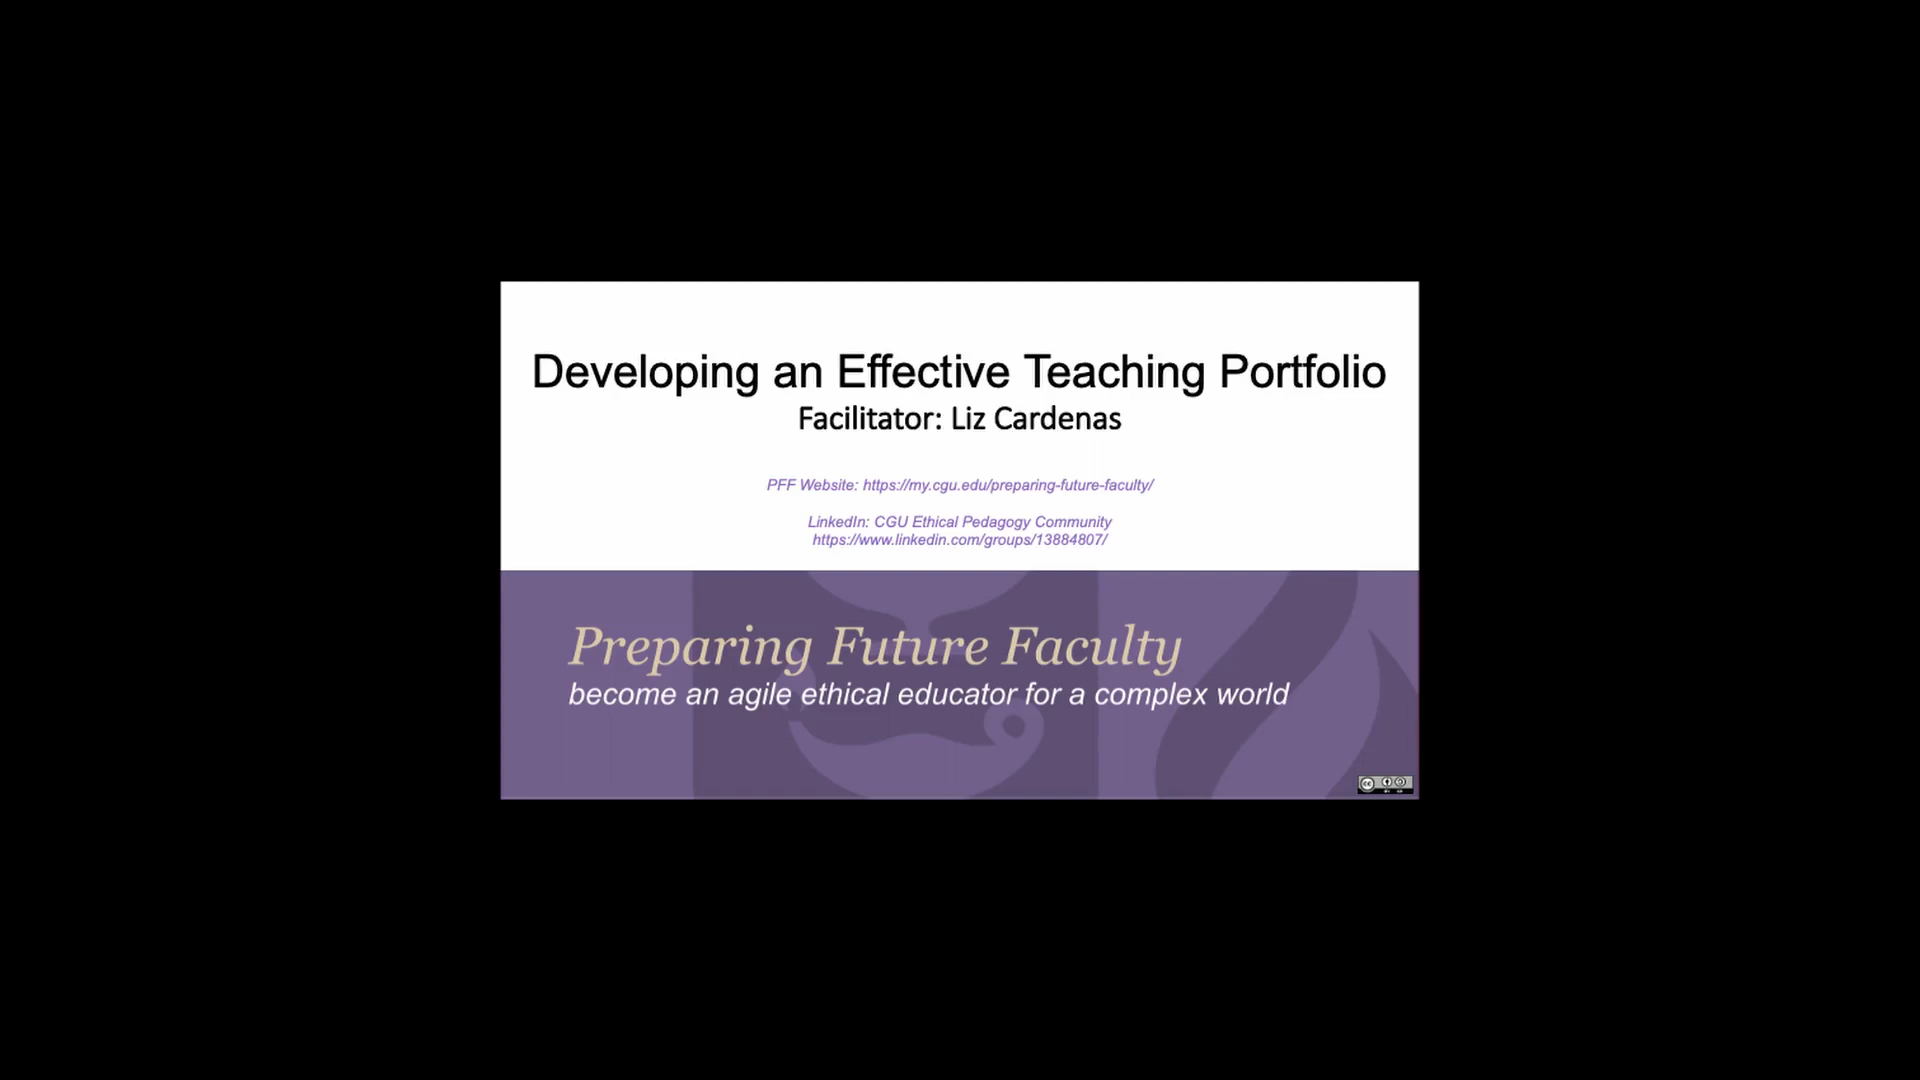 Developing an Effective Teaching Portfolio
Facilitator: Liz Cardenas
PFF Website: https://my.cgu.edu/preparing-future-faculty/
LinkedIn: CGU Ethical Pedagogy Community
https://www.linkedin.com/groups/13884807/
Preparing Future Faculty
become an agile ethical educator for a complex world
cc